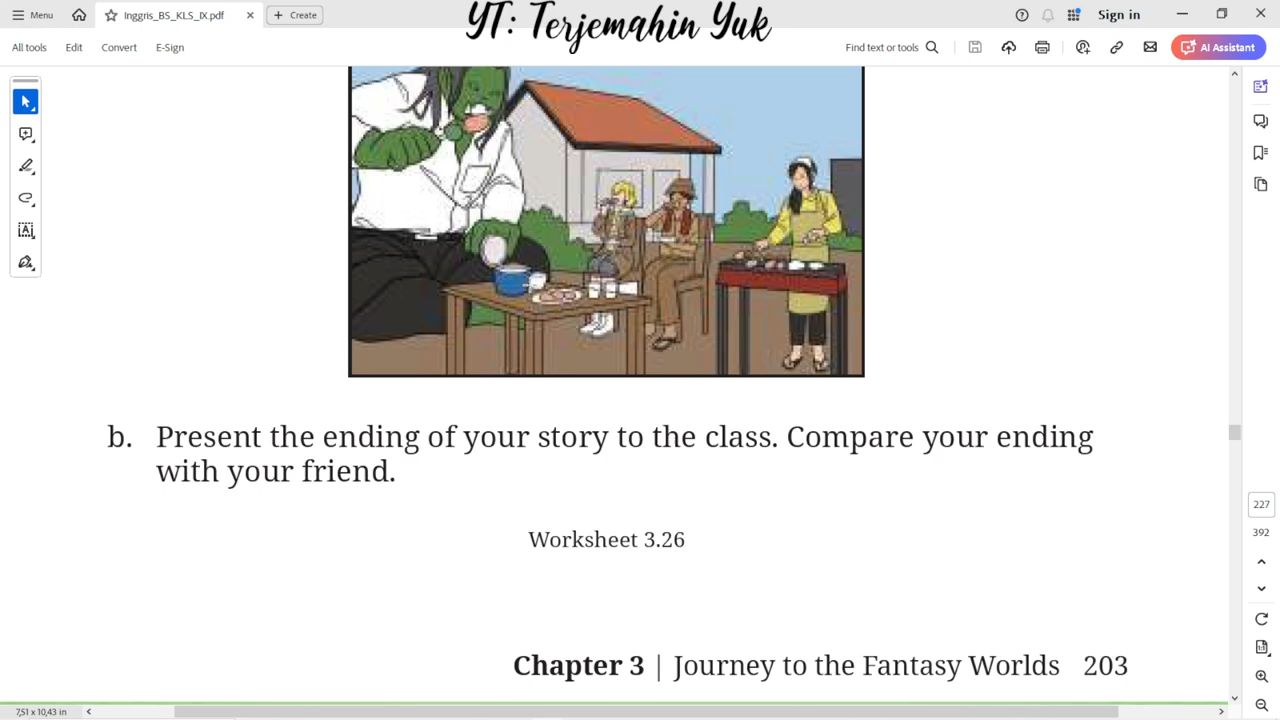 Menu
Inggris_BS_KLS_IX.pdf
Create
YT: Terjemahin Yuk
Sign in
All tools
Edit
Convert
E-Sign
Find text or tools
AI Assistant
b. Present the ending of your story to the class. Compare your ending
with your friend.
Worksheet 3.26
Chapter 3 | Journey to the Fantasy Worlds 203
227
392
7,51 x 10,43 in